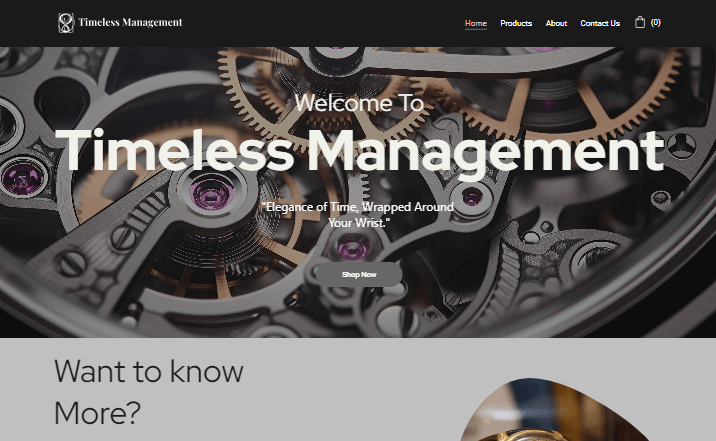 Timeless Management
Home Products About Contact Us (0)
Welcome To
Timeless Management
"Elegance of Time, Wrapped Around
Your Wrist."
Shop Now
Want to know
More?